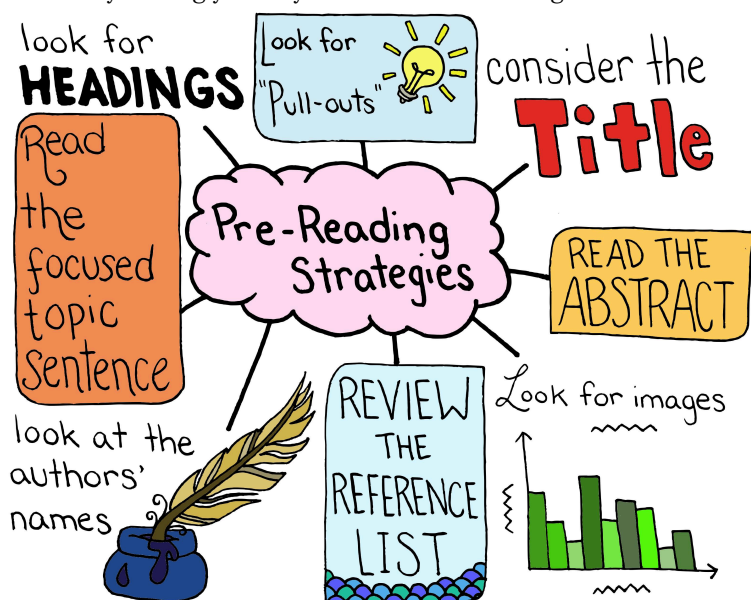 look for
HEADINGS
Look for
"Pull-outs"
consider the
Title
Read
the
focused
topic
sentence
Pre-Reading
Strategies
READ THE
ABSTRACT
look at the
authors'
names
REVIEW
THE
REFERENCE
LIST
Look for images